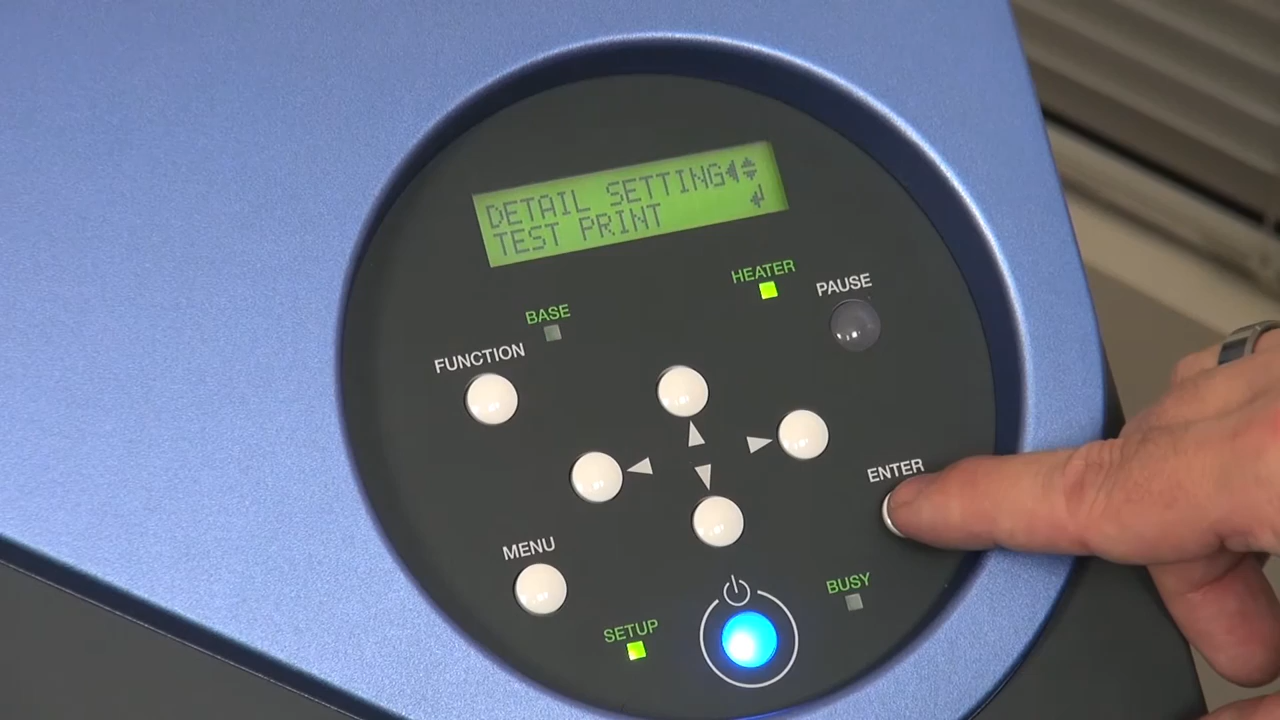 DETAIL SETTING
TEST PRINT
HEATER
PAUSE
BASE
FUNCTION
ENTER
MENU
BUSY
SETUP